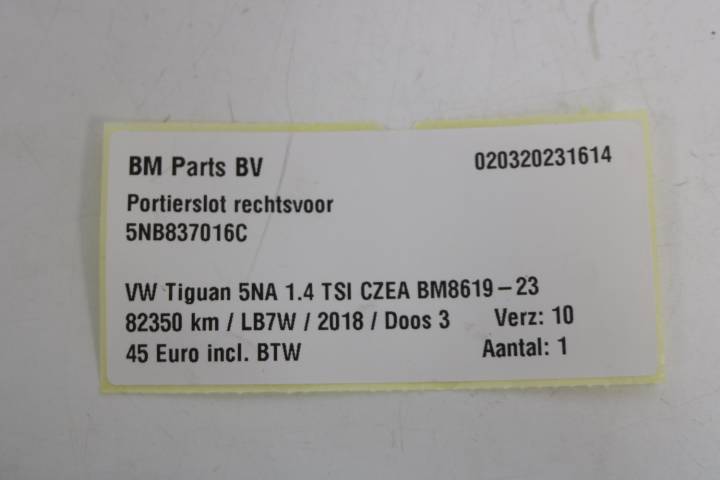 BM Parts BV 020320231614
Portierslot rechtsvoor
5NB837016C
VW Tiguan 5NA 1.4 TSI CZEA BM8619-23
82350 km / LB7W / 2018 / Doos 3 Verz: 10
45 Euro incl. BTW Aantal: 1